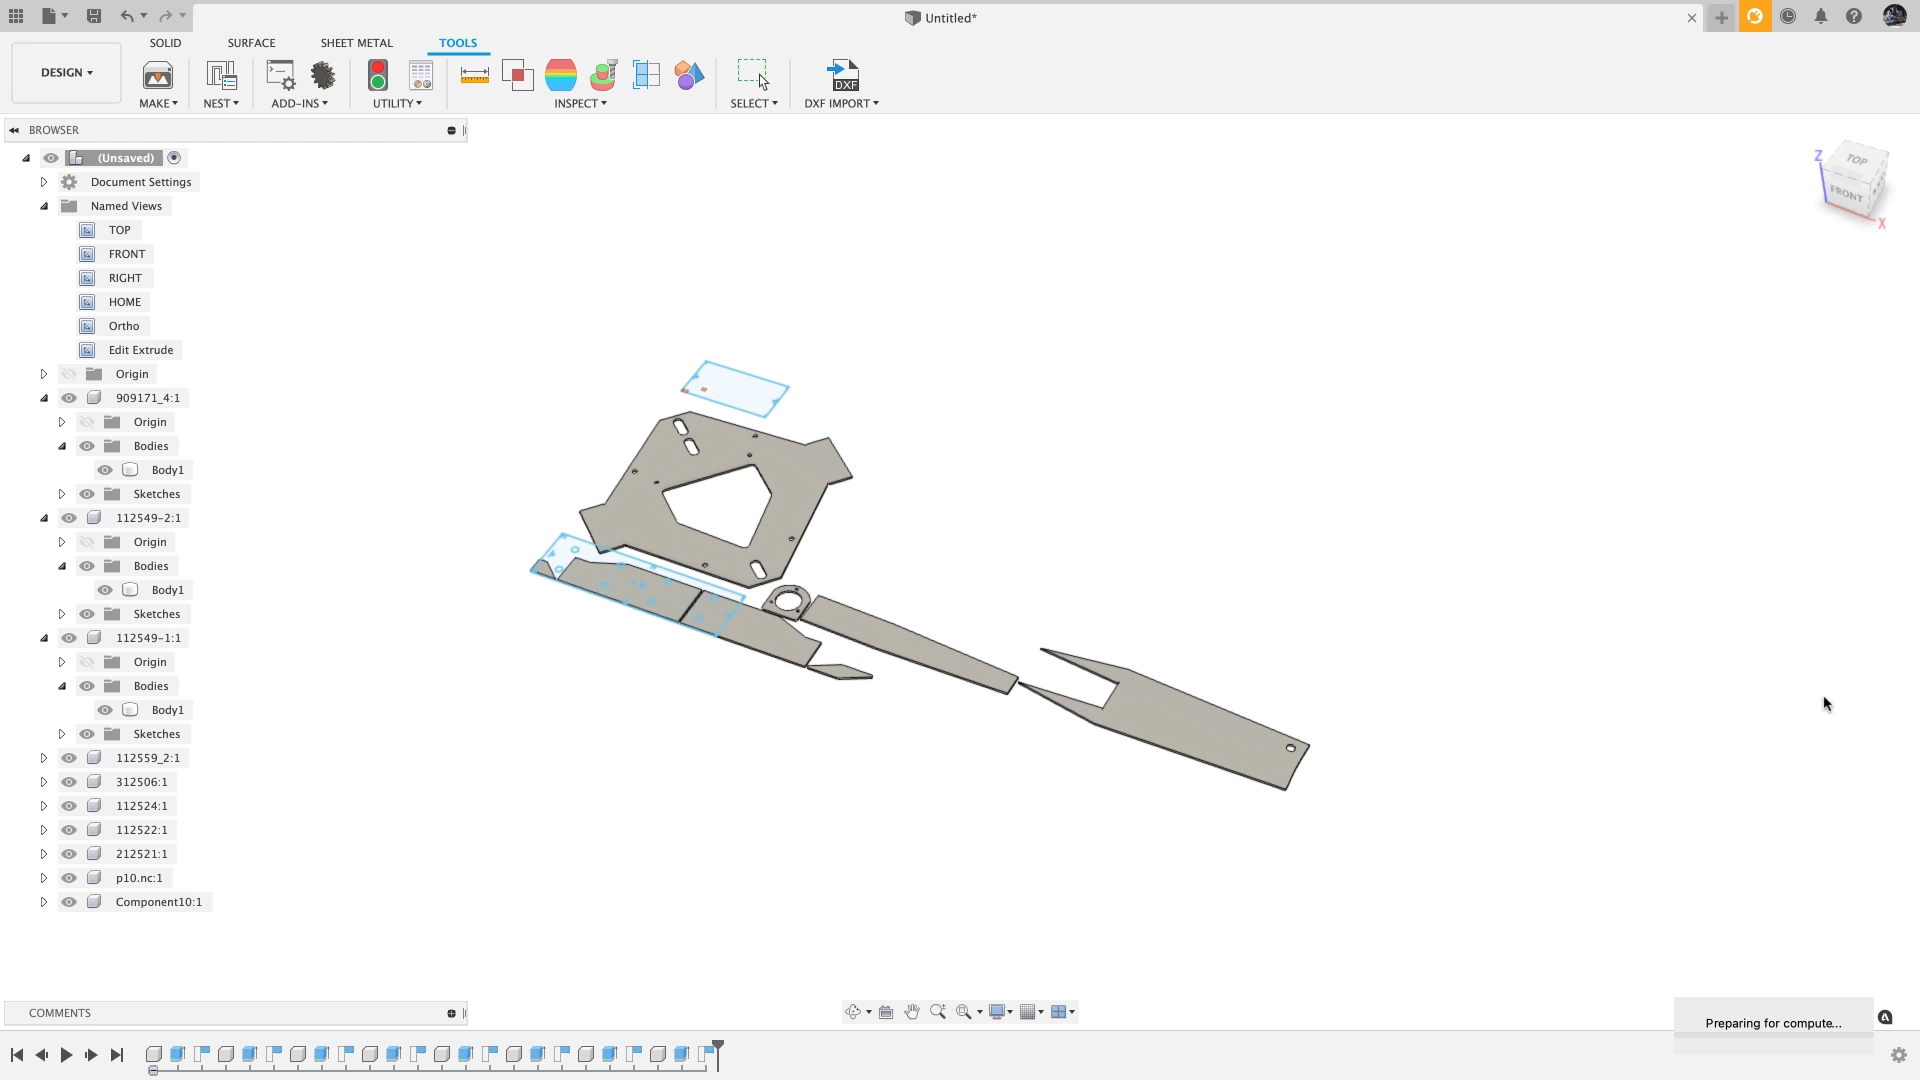 Untitled*
SOLID
SURFACE
SHEET METAL
TOOLS
DESIGN
MAKE
NEST
ADD-INS
UTILITY
INSPECT
SELECT
DXF
DXF IMPORT
BROWSER
(Unsaved)
Document Settings
Named Views
TOP
FRONT
RIGHT
HOME
Ortho
Edit Extrude
Origin
909171_4:1
Origin
Bodies
Body1
Sketches
112549-2:1
Origin
Bodies
Body1
Sketches
112549-1:1
Origin
Bodies
Body1
Sketches
112559_2:1
312506:1
112524:1
112522:1
212521:1
p10.nc:1
Component10:1
Z
TOP
FRONT
X
COMMENTS
Preparing for compute...